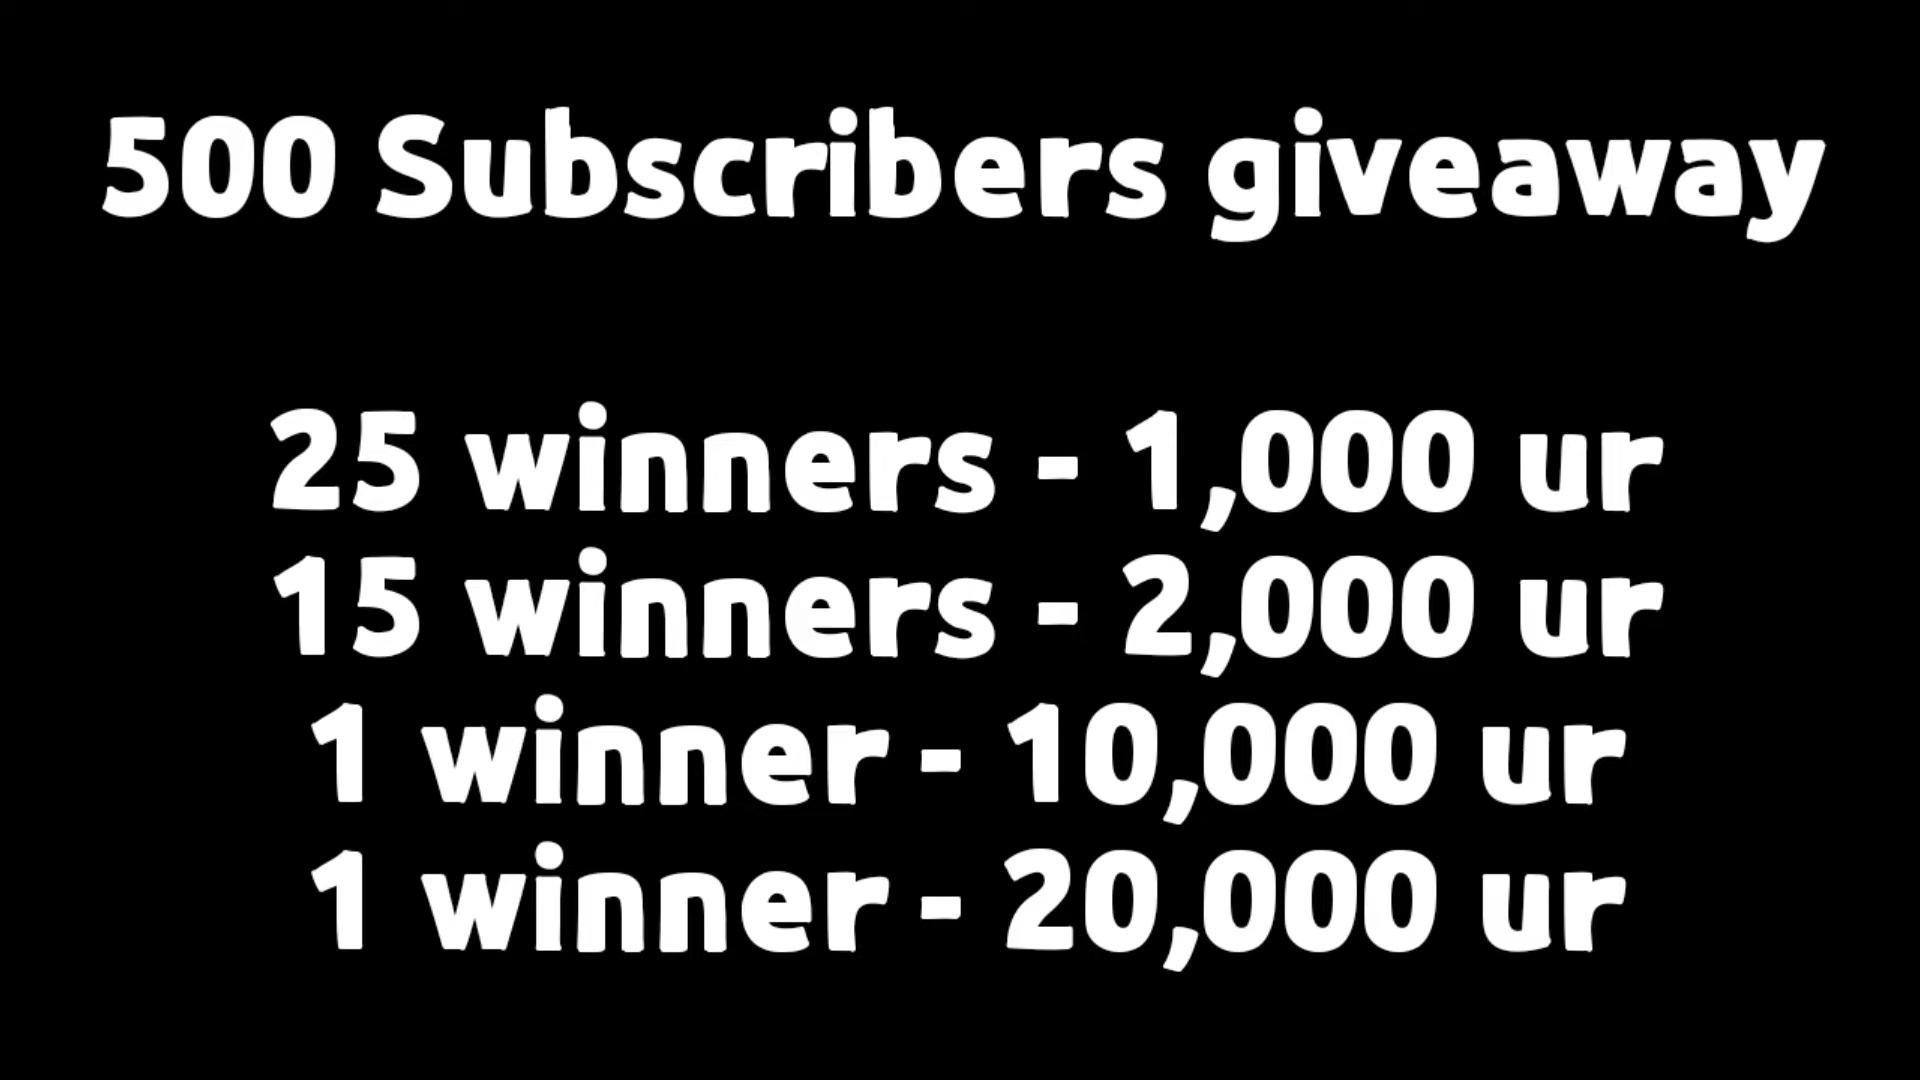 500 Subscribers giveaway
25 winners - 1,000 ur
15 winners - 2,000 ur
1 winner - 10,000 ur
1 winner - 20,000 ur